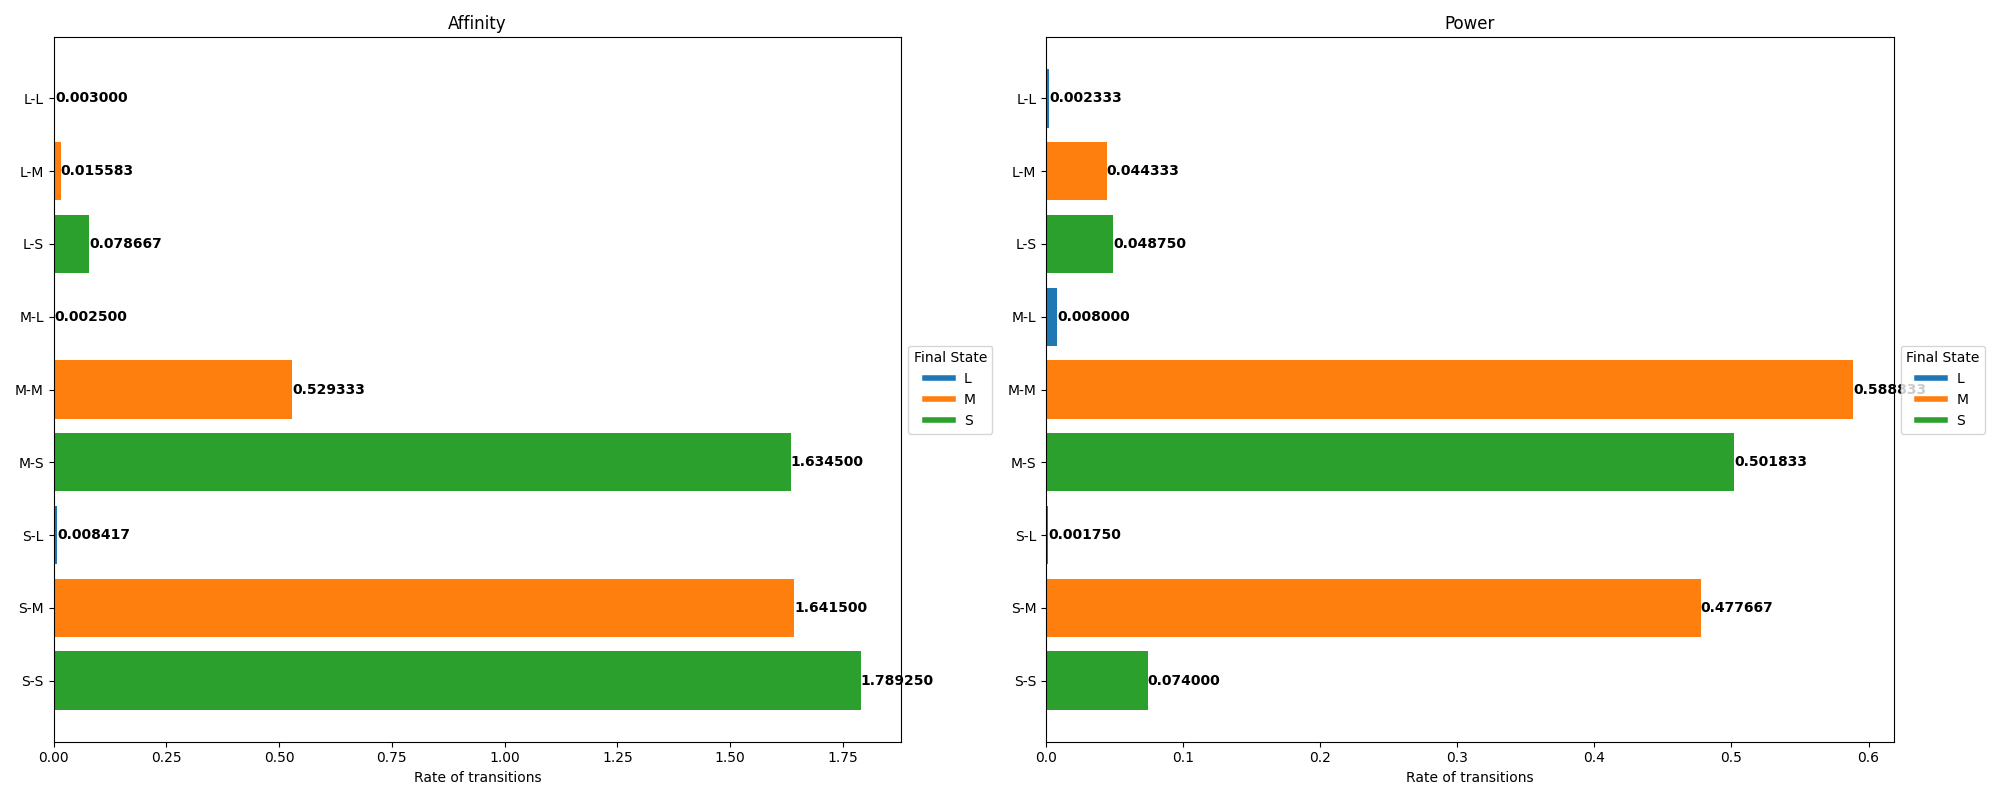 Affinity
L-L 0.003000
L-M 0.015583
L-S 0.078667
M-L 0.002500
M-M 0.529333
M-S 1.634500
S-L 0.008417
S-M 1.641500
S-S 1.789250
0.00 0.25 0.50 0.75 1.00 1.25 1.50 1.75
Rate of transitions
Final State
L
M
S
Power
L-L 0.002333
L-M 0.044333
L-S 0.048750
M-L 0.008000
M-M 0.588833
M-S 0.501833
S-L 0.001750
S-M 0.477667
S-S 0.074000
0.0 0.1 0.2 0.3 0.4 0.5 0.6
Rate of transitions
Final State
L
M
S